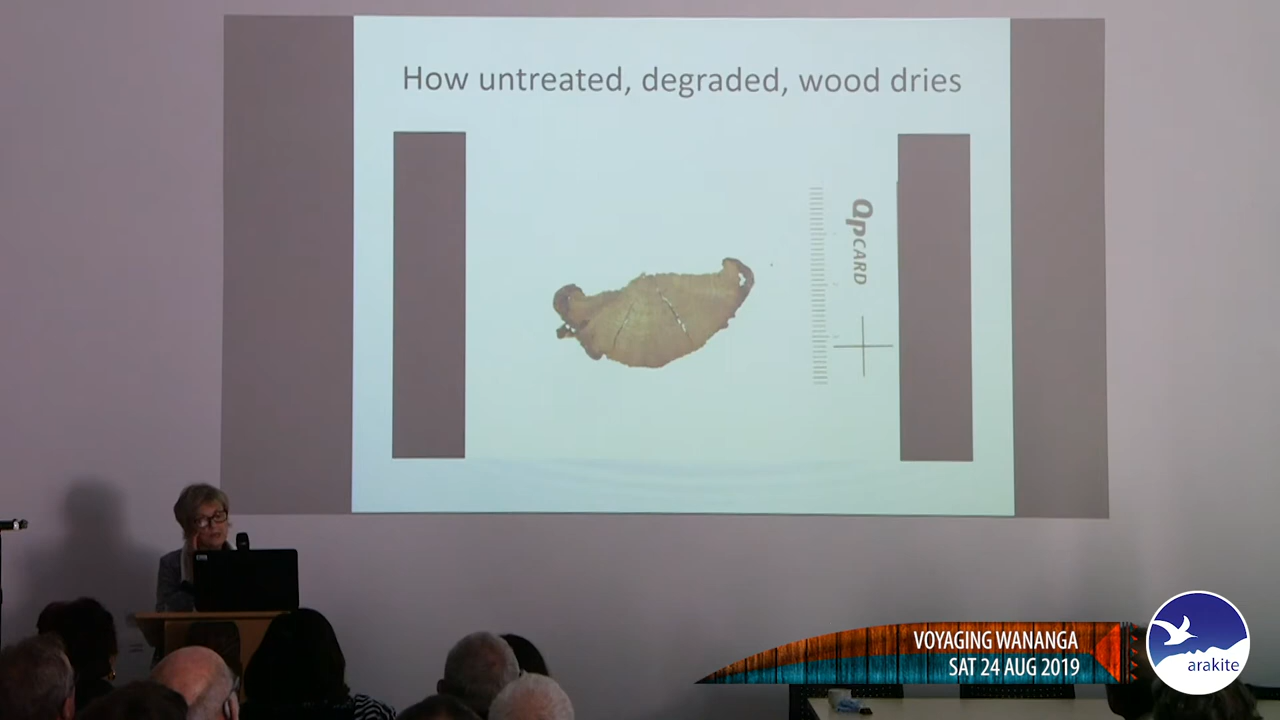 How untreated, degraded, wood dries
QPCARD
VOYAGING WANANGA
SAT 24 AUG 2019
arakite